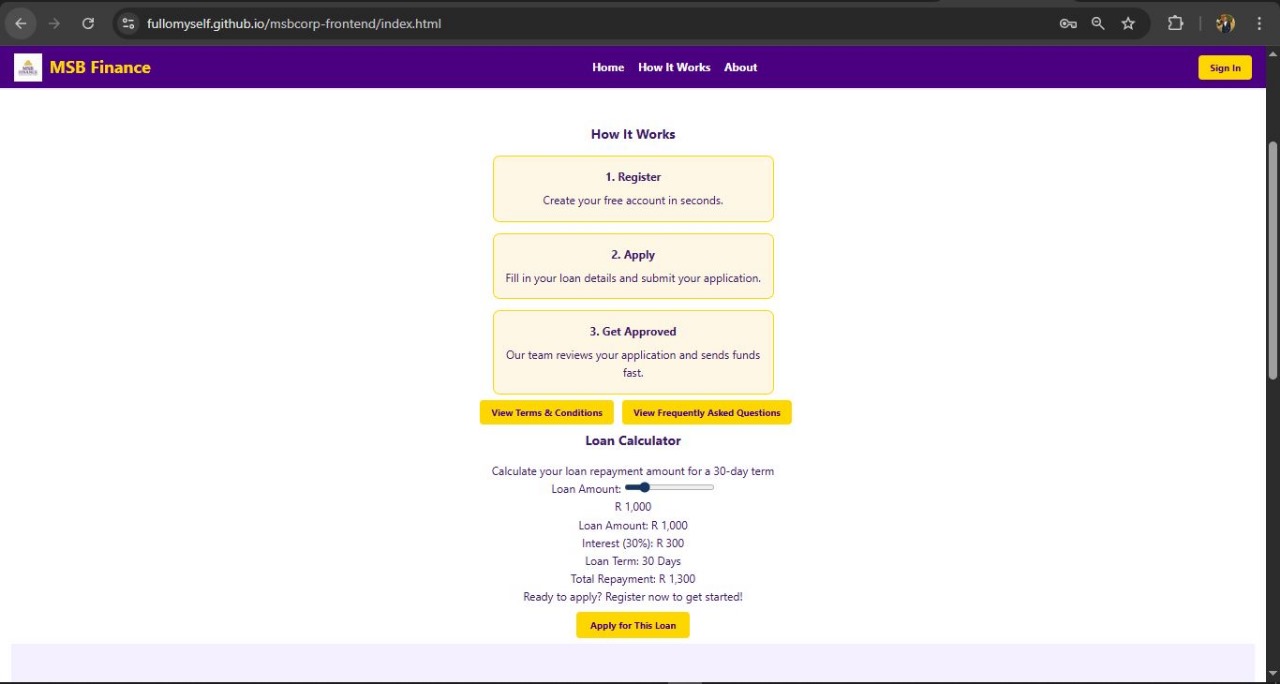 fullomyself.github.io/msbcorp-frontend/index.html
MSB Finance
Home How It Works About
Sign In
How It Works
1. Register
Create your free account in seconds.
2. Apply
Fill in your loan details and submit your application.
3. Get Approved
Our team reviews your application and sends funds
fast.
View Terms & Conditions View Frequently Asked Questions
Loan Calculator
Calculate your loan repayment amount for a 30-day term
Loan Amount:
R 1,000
Loan Amount: R 1,000
Interest (30%): R 300
Loan Term: 30 Days
Total Repayment: R 1,300
Ready to apply? Register now to get started!
Apply for This Loan